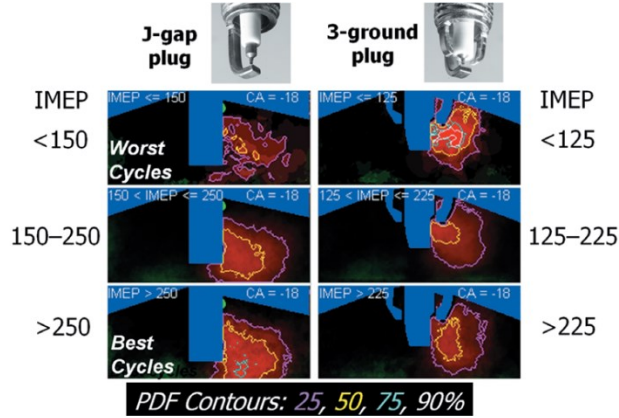 J-gap
plug
3-ground
plug
IMEP
IMEP
IMEP <= 150 CA = -18
IMEP <= 125 CA = -18
<150
<125
Worst
Cycles
150 < IMEP <= 250 CA = -18
125 < IMEP <= 225 CA = -18
150–250
125–225
IMEP > 250 CA = -18
IMEP > 225 CA = -18
>250
>225
Best
Cycles
PDF Contours: 25, 50, 75, 90%